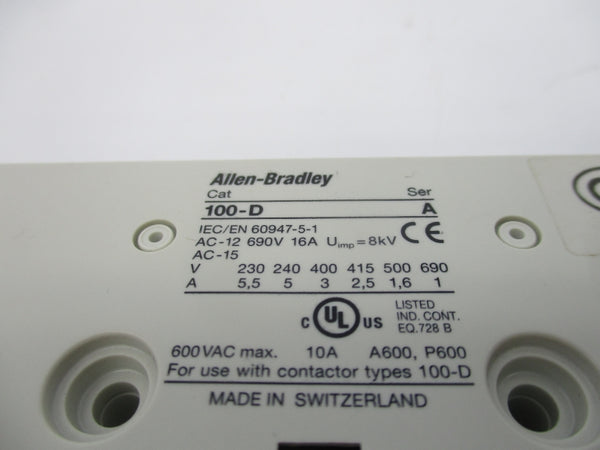 Allen-Bradley
Cat Ser
100-D A
IEC/EN 60947-5-1
AC-12 690V 16A Uimp=8kV CE
AC-15
V 230 240 400 415 500 690
A 5,5 5 3 2,5 1,6 1
C UL US LISTED
IND. CONT.
EQ.728 B
600VAC max. 10A A600, P600
For use with contactor types 100-D
MADE IN SWITZERLAND